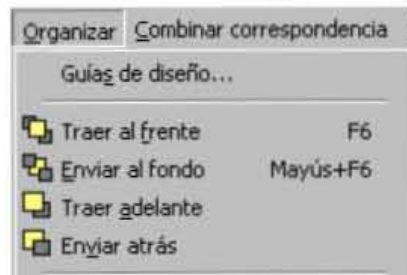 Organizar Combinar correspondencia
Guías de diseño...
Traer al frente F6
Enviar al fondo Mayús+F6
Traer adelante
Enviar atrás